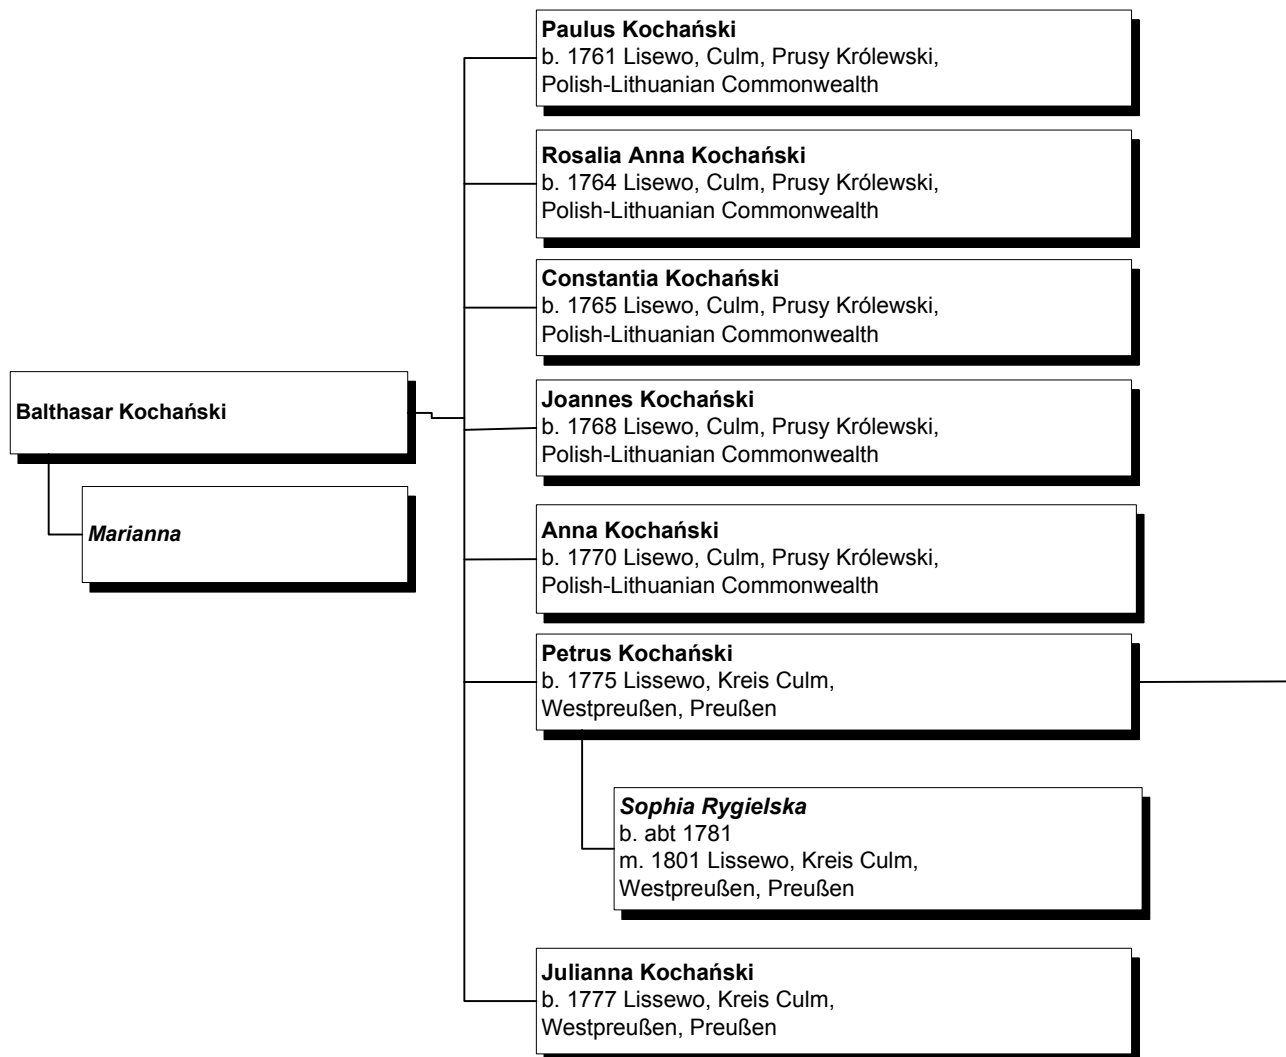 Paulus Kochański
b. 1761 Lisewo, Culm, Prusy Królewski,
Polish-Lithuanian Commonwealth
Rosalia Anna Kochański
b. 1764 Lisewo, Culm, Prusy Królewski,
Polish-Lithuanian Commonwealth
Constantia Kochański
b. 1765 Lisewo, Culm, Prusy Królewski,
Polish-Lithuanian Commonwealth
Balthasar Kochański
Joannes Kochański
b. 1768 Lisewo, Culm, Prusy Królewski,
Polish-Lithuanian Commonwealth
Marianna
Anna Kochański
b. 1770 Lisewo, Culm, Prusy Królewski,
Polish-Lithuanian Commonwealth
Petrus Kochański
b. 1775 Lissewo, Kreis Culm,
Westpreußen, Preußen
Sophia Rygielska
b. abt 1781
m. 1801 Lissewo, Kreis Culm,
Westpreußen, Preußen
Julianna Kochański
b. 1777 Lissewo, Kreis Culm,
Westpreußen, Preußen